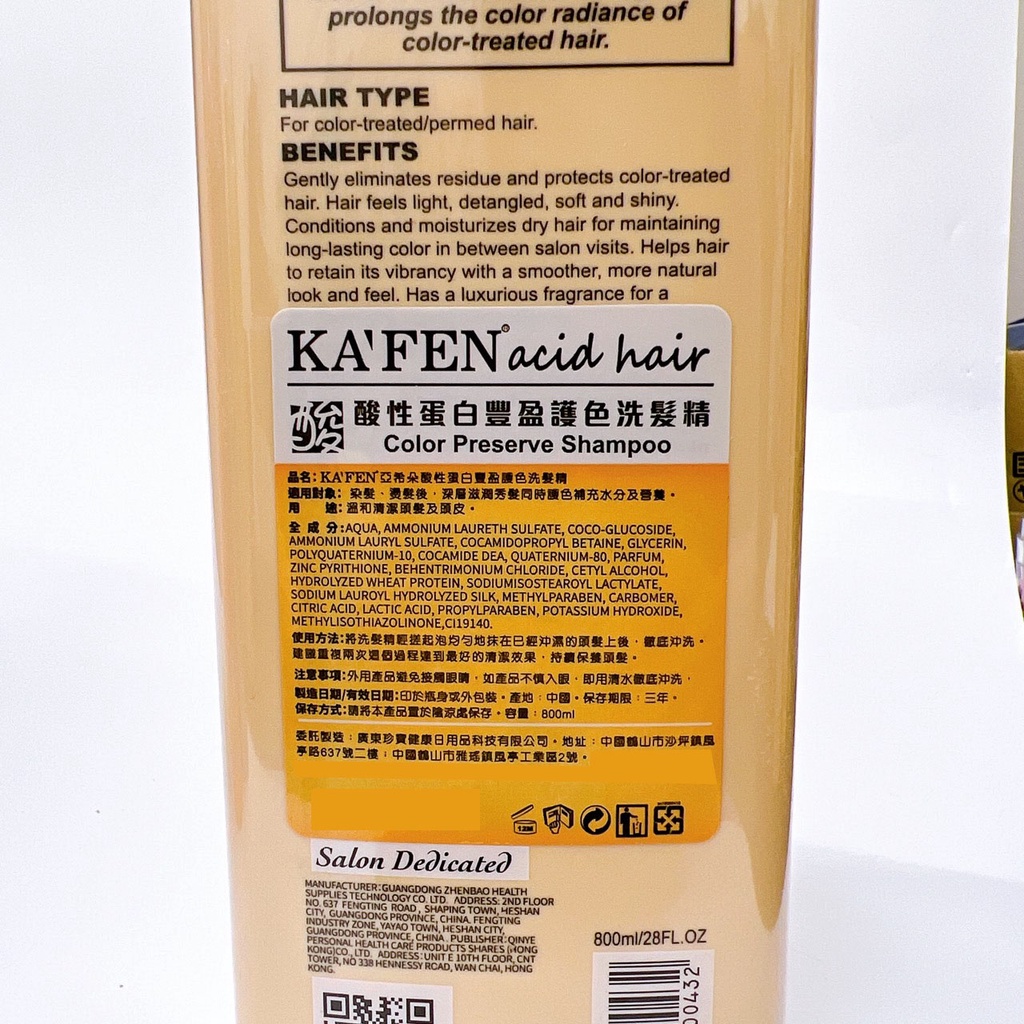 prolongs the color radiance of
color-treated hair.
HAIR TYPE
For color-treated/permed hair.
BENEFITS
Gently eliminates residue and protects color-treated
hair. Hair feels light, detangled, soft and shiny.
Conditions and moisturizes dry hair for maintaining
long-lasting color in between salon visits. Helps hair
to retain its vibrancy with a smoother, more natural
look and feel. Has a luxurious fragrance for a
KA'FEN® acid hair
酸 酸性蛋白豐盈護色洗髮精
Color Preserve Shampoo
品名:KA'FEN®亞希朵酸性蛋白豐盈護色洗髮精
適用對象:染髮、燙髮後,深層滋潤秀髮同時護色補充水分及營養。
用 途:溫和清潔頭髮及頭皮。
全 成 分:AQUA, AMMONIUM LAURETH SULFATE, COCO-GLUCOSIDE,
AMMONIUM LAURYL SULFATE, COCAMIDOPROPYL BETAINE, GLYCERIN,
POLYQUATERNIUM-10, COCAMIDE DEA, QUATERNIUM-80, PARFUM,
ZINC PYRITHIONE, BEHENTRIMONIUM CHLORIDE, CETYL ALCOHOL,
HYDROLYZED WHEAT PROTEIN, SODIUMISOSTEAROYL LACTYLATE,
SODIUM LAUROYL HYDROLYZED SILK, METHYLPARABEN, CARBOMER,
CITRIC ACID, LACTIC ACID, PROPYLPARABEN, POTASSIUM HYDROXIDE,
METHYLISOTHIAZOLINONE,CI19140.
使用方法:將洗髮精輕搓起泡均勻地抹在已經沖濕的頭髮上後,徹底沖洗。
建議重複兩次這個過程達到最好的清潔效果,持續保養頭髮。
注意事項:外用產品避免接觸眼睛,如產品不慎入眼,即用清水徹底沖洗,
製造日期/有效日期:印於瓶身或外包裝。產地:中國。保存期限:三年。
保存方式:請將本產品置於陰涼處保存。容量:800ml
委託製造:廣東珍寶健康日用品科技有限公司。地址:中國鶴山市沙坪鎮風
亭路637號二樓;中國鶴山市雅瑤鎮風亭工業區2號。
12M
Salon Dedicated
MANUFACTURER:GUANGDONG ZHENBAO HEALTH
SUPPLIES TECHNOLOGY CO. LTD. ADDRESS: 2ND FLOOR
NO. 637 FENGTING ROAD , SHAPING TOWN, HESHAN
CITY, GUANGDONG PROVINCE, CHINA. FENGTING
INDUSTRY ZONE, YAYAO TOWN, HESHAN CITY,
GUANGDONG PROVINCE, CHINA . PUBLISHER:QINYE
PERSONAL HEALTH CARE PRODUCTS SHARES (HONG
KONG)CO., LTD. ADDRESS: UNIT E 10TH FLOOR, CNT
TOWER, NO 338 HENNESSY ROAD, WAN CHAI, HONG
KONG.
800ml/28FL.OZ
00432